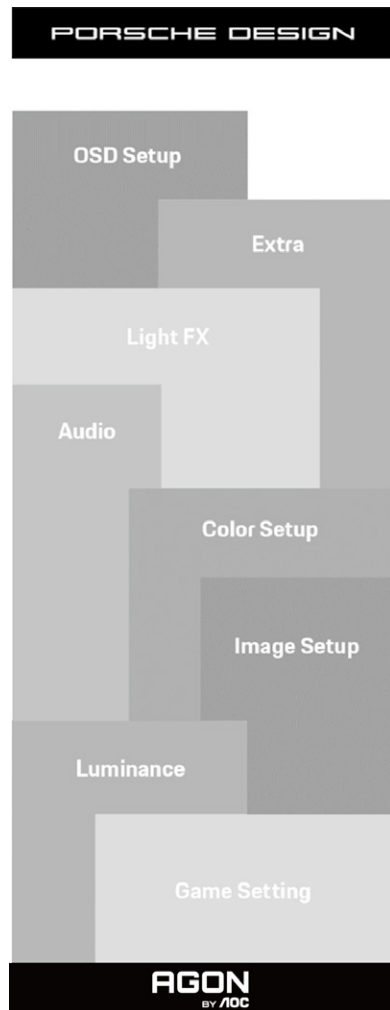 PORSCHE DESIGN
OSD Setup
Extra
Light FX
Audio
Color Setup
Image Setup
Luminance
Game Setting
AGON
BY AOC